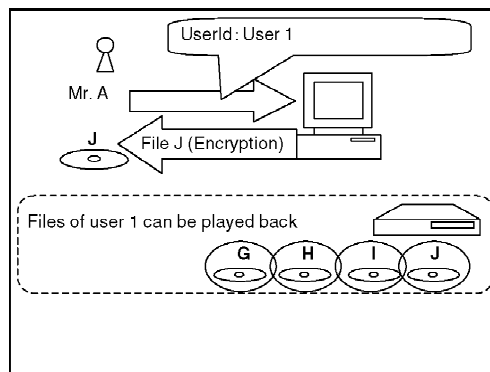 UserId : User 1
Mr. A
J
File J (Encryption)
Files of user 1 can be played back
G H I J